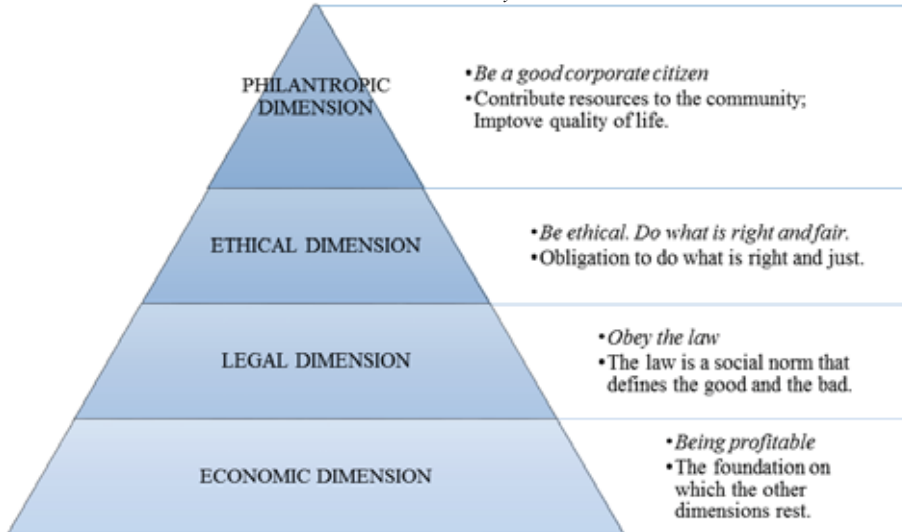 PHILANTROPIC
DIMENSION
•Be a good corporate citizen
•Contribute resources to the community;
Imptove quality of life.
ETHICAL DIMENSION
•Be ethical. Do what is right and fair.
•Obligation to do what is right and just.
LEGAL DIMENSION
•Obey the law
•The law is a social norm that
defines the good and the bad.
ECONOMIC DIMENSION
•Being profitable
•The foundation on
which the other
dimensions rest.